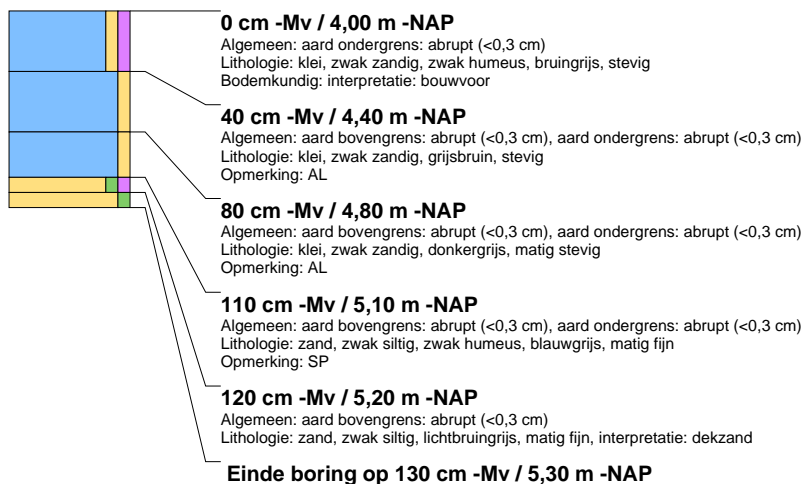 0 cm -Mv / 4,00 m -NAP
Algemeen: aard ondergrens: abrupt (<0,3 cm)
Lithologie: klei, zwak zandig, zwak humeus, bruingrijs, stevig
Bodemkundig: interpretatie: bouwvoor
40 cm -Mv / 4,40 m -NAP
Algemeen: aard bovengrens: abrupt (<0,3 cm), aard ondergrens: abrupt (<0,3 cm)
Lithologie: klei, zwak zandig, grijsbruin, stevig
Opmerking: AL
80 cm -Mv / 4,80 m -NAP
Algemeen: aard bovengrens: abrupt (<0,3 cm), aard ondergrens: abrupt (<0,3 cm)
Lithologie: klei, zwak zandig, donkergrijs, matig stevig
Opmerking: AL
110 cm -Mv / 5,10 m -NAP
Algemeen: aard bovengrens: abrupt (<0,3 cm), aard ondergrens: abrupt (<0,3 cm)
Lithologie: zand, zwak siltig, zwak humeus, blauwgrijs, matig fijn
Opmerking: SP
120 cm -Mv / 5,20 m -NAP
Algemeen: aard bovengrens: abrupt (<0,3 cm)
Lithologie: zand, zwak siltig, lichtbruingrijs, matig fijn, interpretatie: dekzand
Einde boring op 130 cm -Mv / 5,30 m -NAP